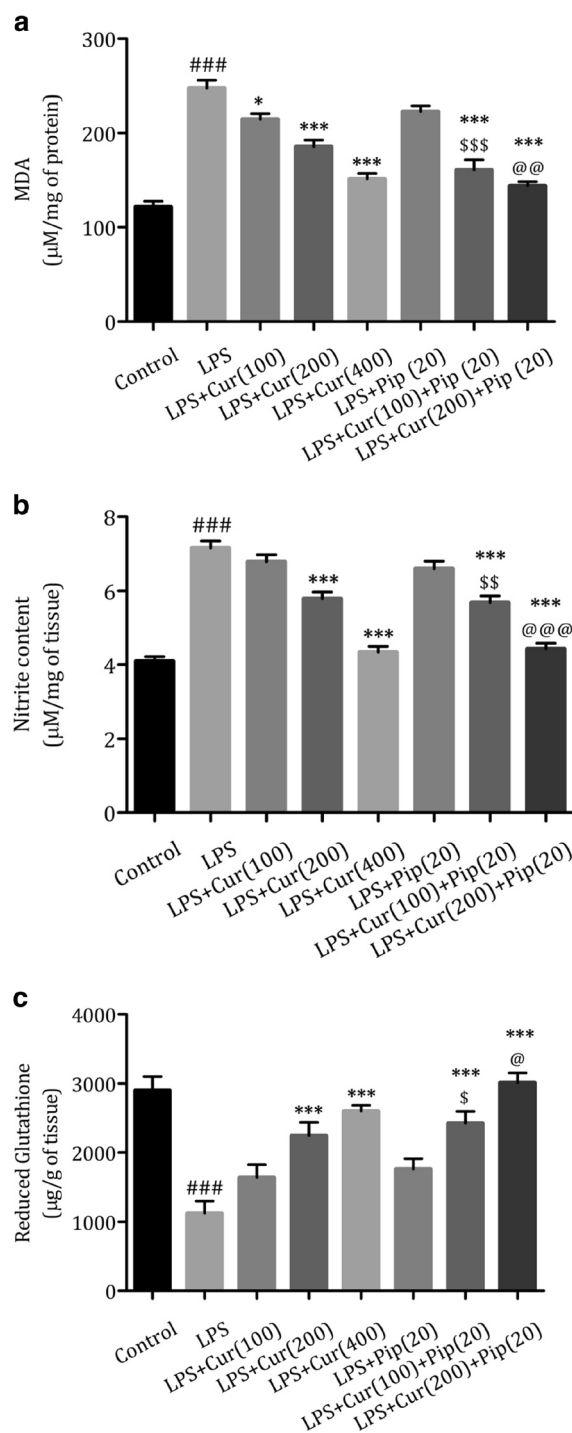 a
MDA
(µM/mg of protein)
300
200
100
0
###
*
***
***
***
$$$
***
@@
Control
LPS
LPS+Cur(100)
LPS+Cur(200)
LPS+Cur(400)
LPS+Pip (20)
LPS+Cur(100)+Pip (20)
LPS+Cur(200)+Pip (20)
b
Nitrite content
(µM/mg of tissue)
8
6
4
2
0
###
***
***
***
$$
***
@@@
Control
LPS
LPS+Cur(100)
LPS+Cur(200)
LPS+Cur(400)
LPS+Pip(20)
LPS+Cur(100)+Pip(20)
LPS+Cur(200)+Pip(20)
c
Reduced Glutathione
(µg/g of tissue)
4000
3000
2000
1000
0
###
***
***
***
$
***
@
Control
LPS
LPS+Cur(100)
LPS+Cur(200)
LPS+Cur(400)
LPS+Pip(20)
LPS+Cur(100)+Pip(20)
LPS+Cur(200)+Pip(20)